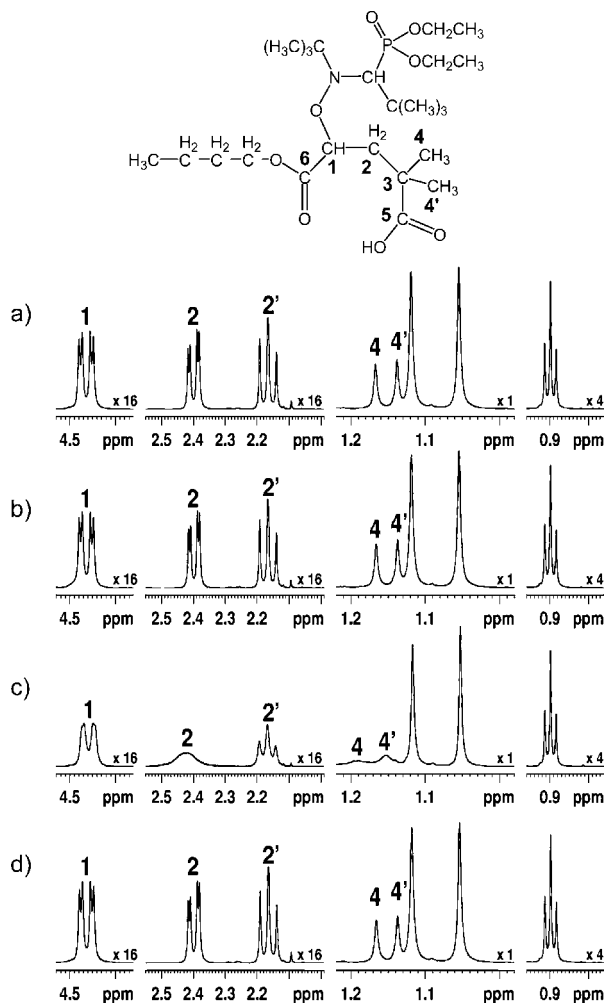 O
(H3C)3C P OCH2CH3
OCH2CH3
N CH
O C(CH3)3
H2 H2 H2 4
H3C C C O 6 C CH C CH3
1 2 3 C CH3
4'
O 5 C
HO O
a) 1 2 2' 4 4'
x 16 x 16 x 1 x 4
4.5 ppm 2.5 2.4 2.3 2.2 ppm 1.2 1.1 ppm 0.9 ppm
b) 1 2 2' 4 4'
x 16 x 16 x 1 x 4
4.5 ppm 2.5 2.4 2.3 2.2 ppm 1.2 1.1 ppm 0.9 ppm
c) 1 2 2' 4 4'
x 16 x 16 x 1 x 4
4.5 ppm 2.5 2.4 2.3 2.2 ppm 1.2 1.1 ppm 0.9 ppm
d) 1 2 2' 4 4'
x 16 x 16 x 1 x 4
4.5 ppm 2.5 2.4 2.3 2.2 ppm 1.2 1.1 ppm 0.9 ppm